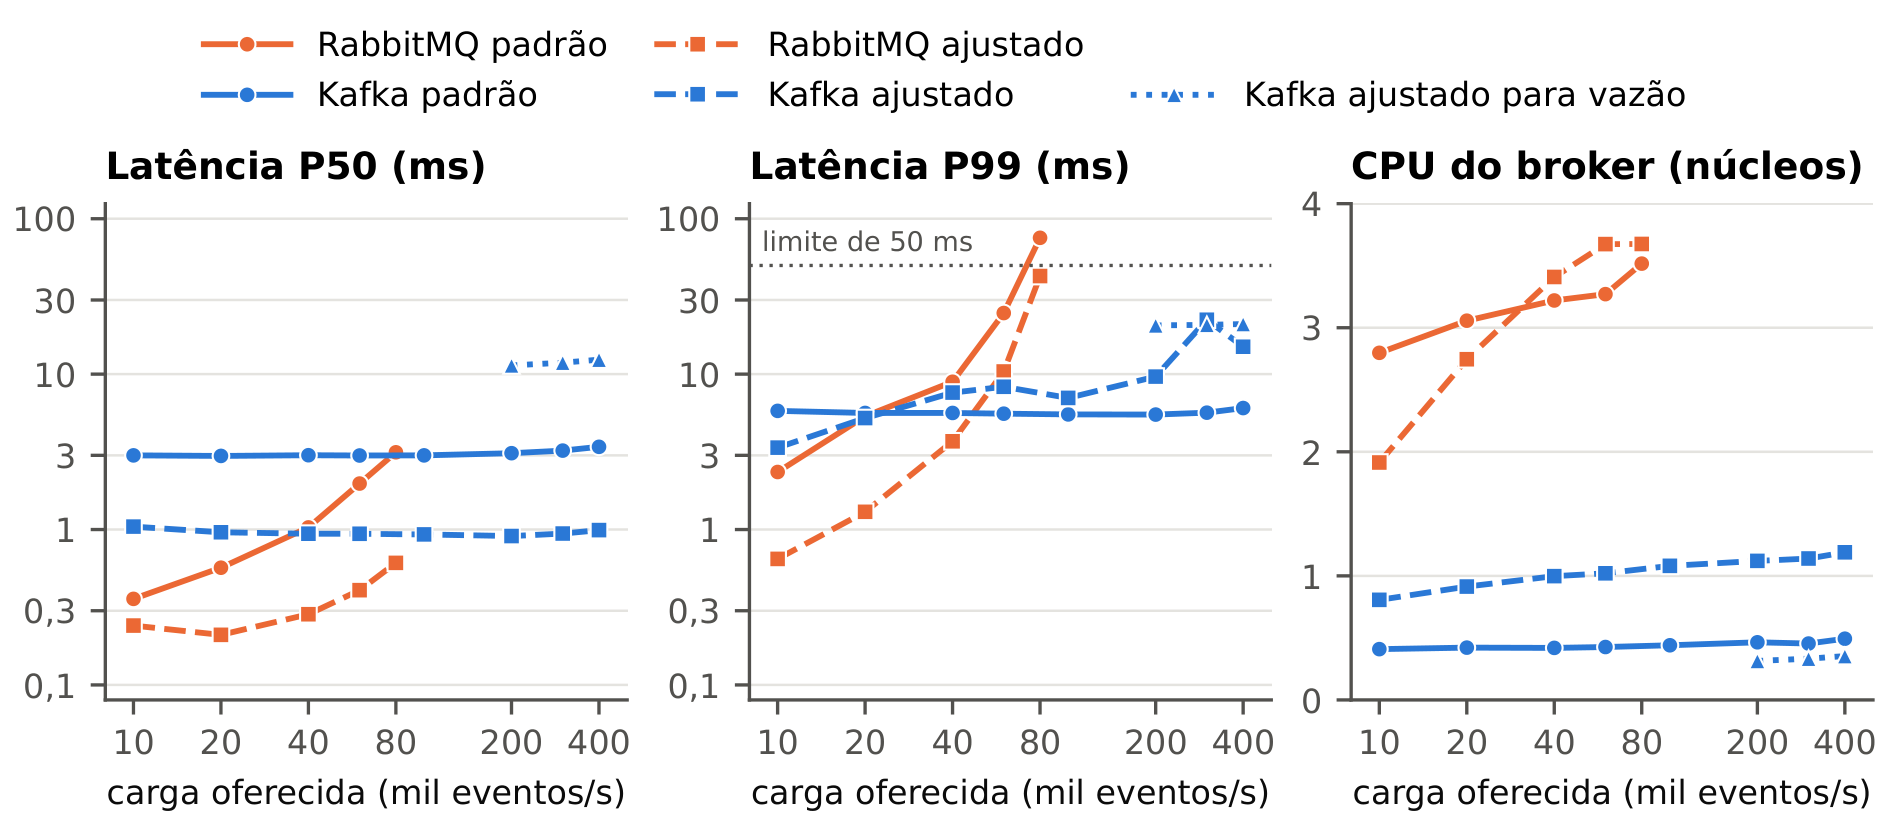 RabbitMQ padrão
RabbitMQ ajustado
Kafka padrão
Kafka ajustado
Kafka ajustado para vazão
Latência P50 (ms)
100
30
10
3
1
0,3
0,1
10 20 40 80 200 400
carga oferecida (mil eventos/s)
Latência P99 (ms)
limite de 50 ms
100
30
10
3
1
0,3
0,1
10 20 40 80 200 400
carga oferecida (mil eventos/s)
CPU do broker (núcleos)
4
3
2
1
0
10 20 40 80 200 400
carga oferecida (mil eventos/s)